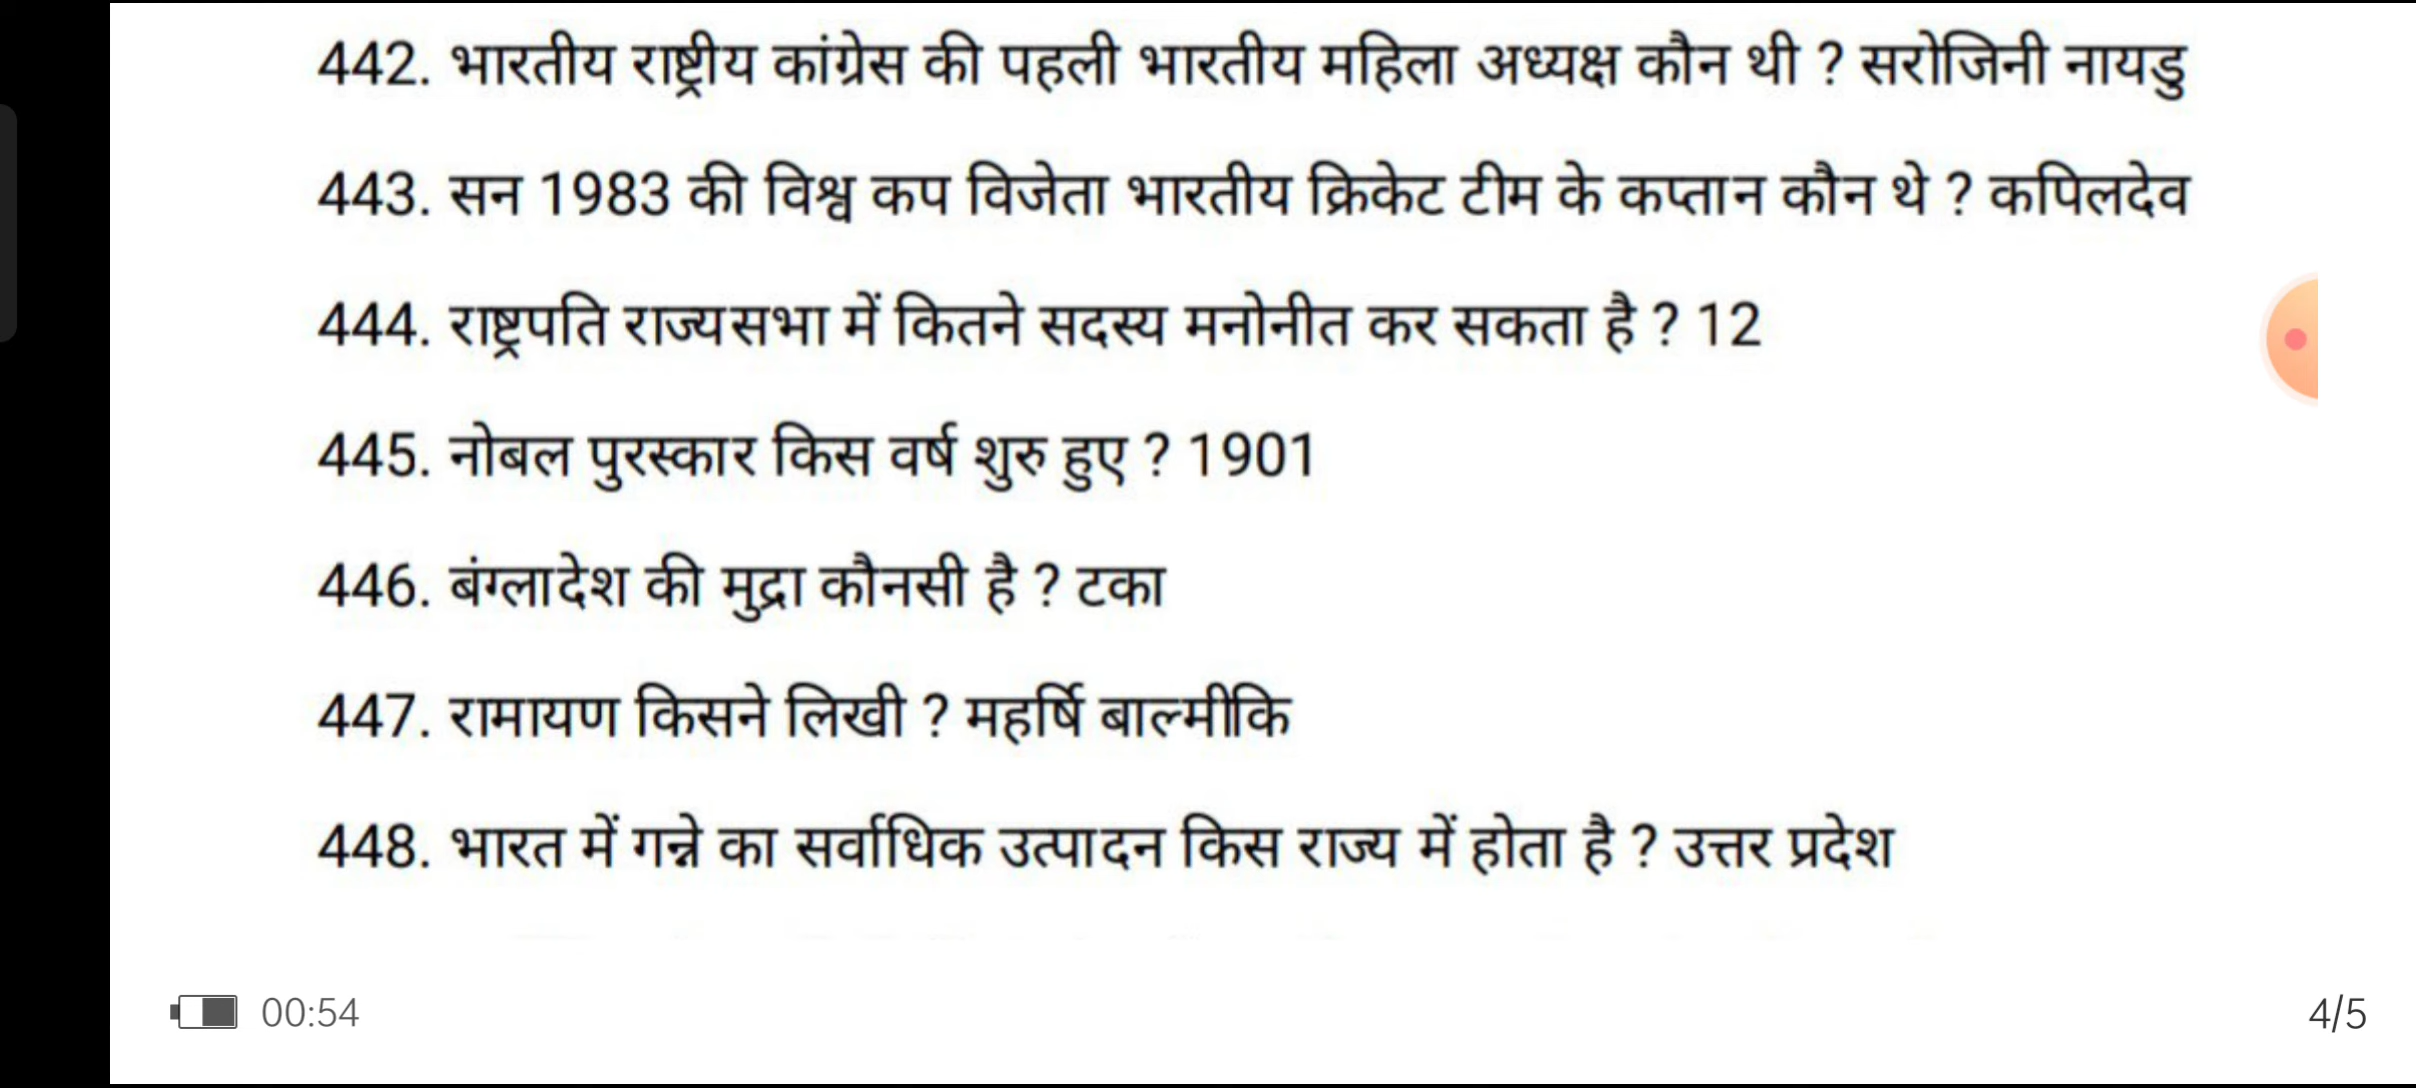 442. भारतीय राष्ट्रीय कांग्रेस की पहली भारतीय महिला अध्यक्ष कौन थी ? सरोजिनी नायडु
443. सन 1983 की विश्व कप विजेता भारतीय क्रिकेट टीम के कप्तान कौन थे ? कपिलदेव
444. राष्ट्रपति राज्यसभा में कितने सदस्य मनोनीत कर सकता है ? 12
445. नोबल पुरस्कार किस वर्ष शुरु हुए ? 1901
446. बंग्लादेश की मुद्रा कौनसी है ? टका
447. रामायण किसने लिखी ? महर्षि बाल्मीकि
448. भारत में गन्ने का सर्वाधिक उत्पादन किस राज्य में होता है ? उत्तर प्रदेश
00:54 4/5